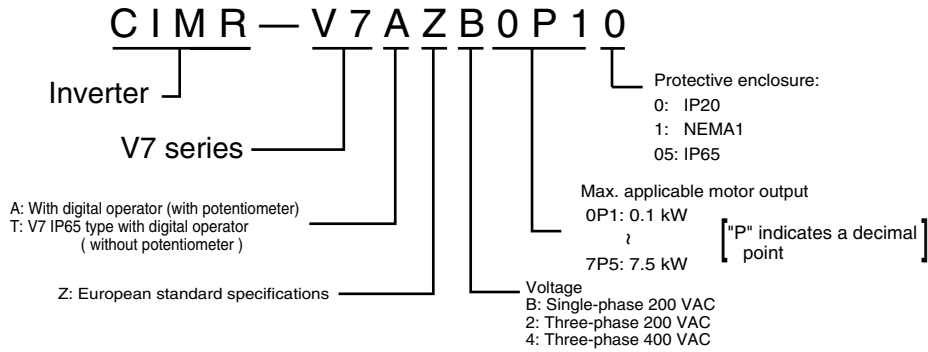 CIMR — V7AZB0P10
Inverter
V7 series
A: With digital operator (with potentiometer)
T: V7 IP65 type with digital operator
( without potentiometer )
Z: European standard specifications
Protective enclosure:
0: IP20
1: NEMA1
05: IP65
Max. applicable motor output
0P1: 0.1 kW
≀
7P5: 7.5 kW
["P" indicates a decimal
point]
Voltage
B: Single-phase 200 VAC
2: Three-phase 200 VAC
4: Three-phase 400 VAC